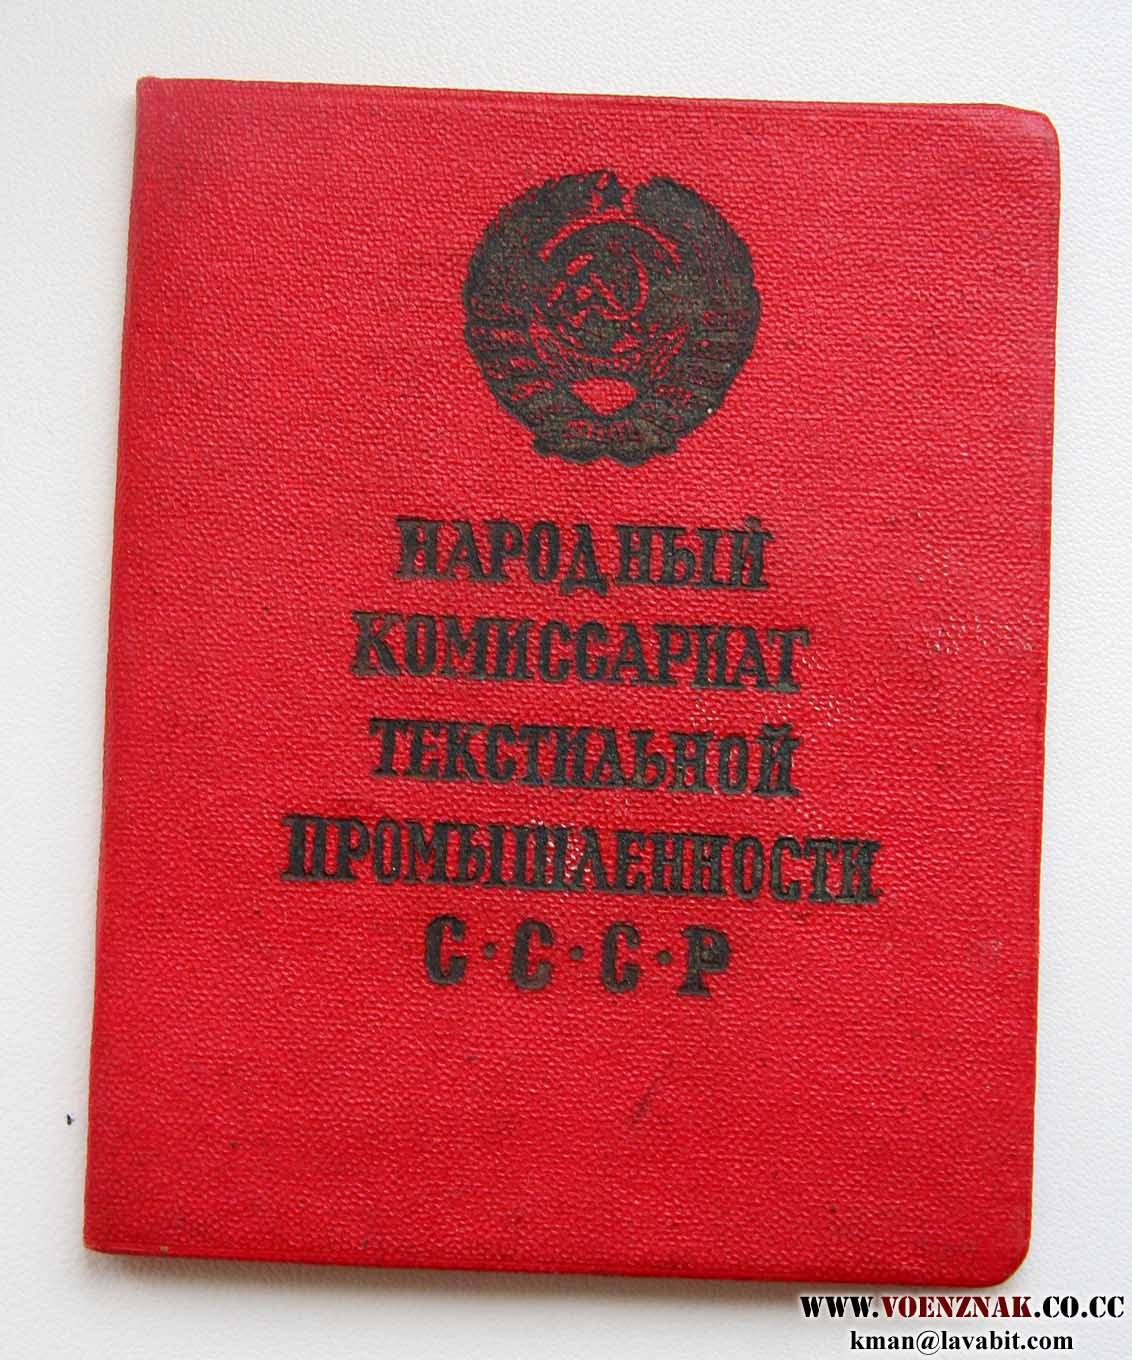 НАРОДНЫЙ
КОМИССАРИАТ
ТЕКСТИЛЬНОЙ
ПРОМЫШЛЕННОСТИ
С·С·С·Р
WWW.VOENZNAK.CO.CC
kman@lavabit.com